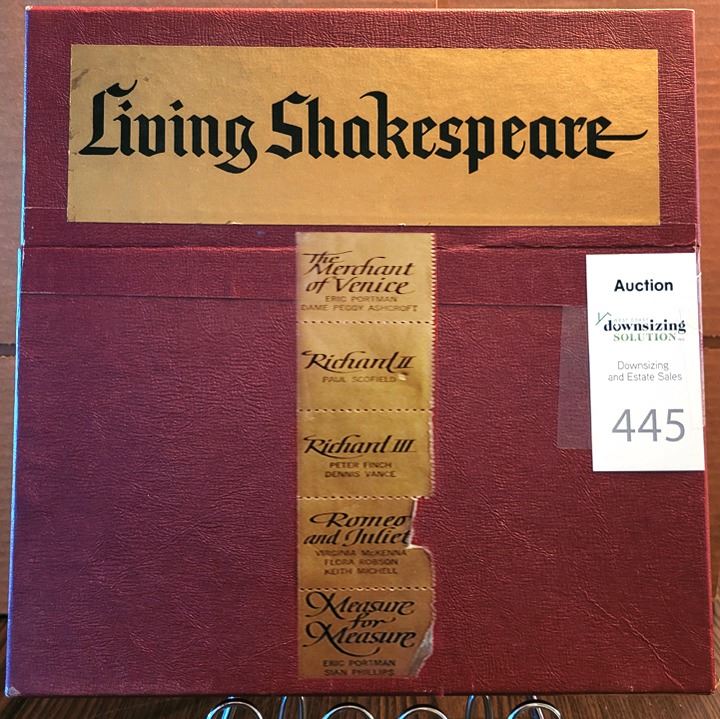 Living Shakespeare
The
Merchant
of Venice
ERIC PORTMAN
DAME PEGGY ASHCROFT
Richard II
PAUL SCOFIELD
Richard III
PETER FINCH
DENNIS VANCE
Romeo
and Juliet
VIRGINIA McKENNA
FLORA ROBSON
KEITH MICHELL
Measure
for
Measure
ERIC PORTMAN
SIAN PHILLIPS
Auction
downsizing
SOLUTION
Downsizing
and Estate Sales
445